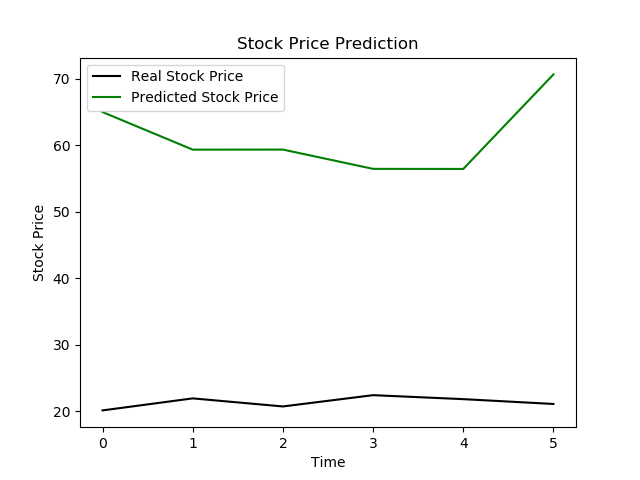 Stock Price Prediction
Real Stock Price
Predicted Stock Price
70
60
50
40
30
20
Stock Price
0 1 2 3 4 5
Time